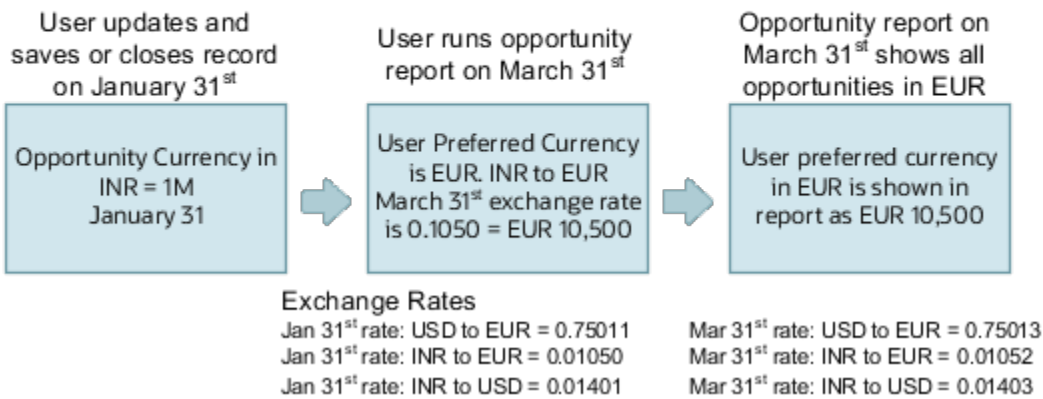 User updates and
saves or closes record
on January 31st
User runs opportunity
report on March 31st
Opportunity report on
March 31st shows all
opportunities in EUR
Opportunity Currency in
INR = 1M
January 31
User Preferred Currency
is EUR. INR to EUR
March 31st exchange rate
is 0.1050 = EUR 10,500
User preferred currency
in EUR is shown in
report as EUR 10,500
Exchange Rates
Jan 31st rate: USD to EUR = 0.75011
Jan 31st rate: INR to EUR = 0.01050
Jan 31st rate: INR to USD = 0.01401
Mar 31st rate: USD to EUR = 0.75013
Mar 31st rate: INR to EUR = 0.01052
Mar 31st rate: INR to USD = 0.01403